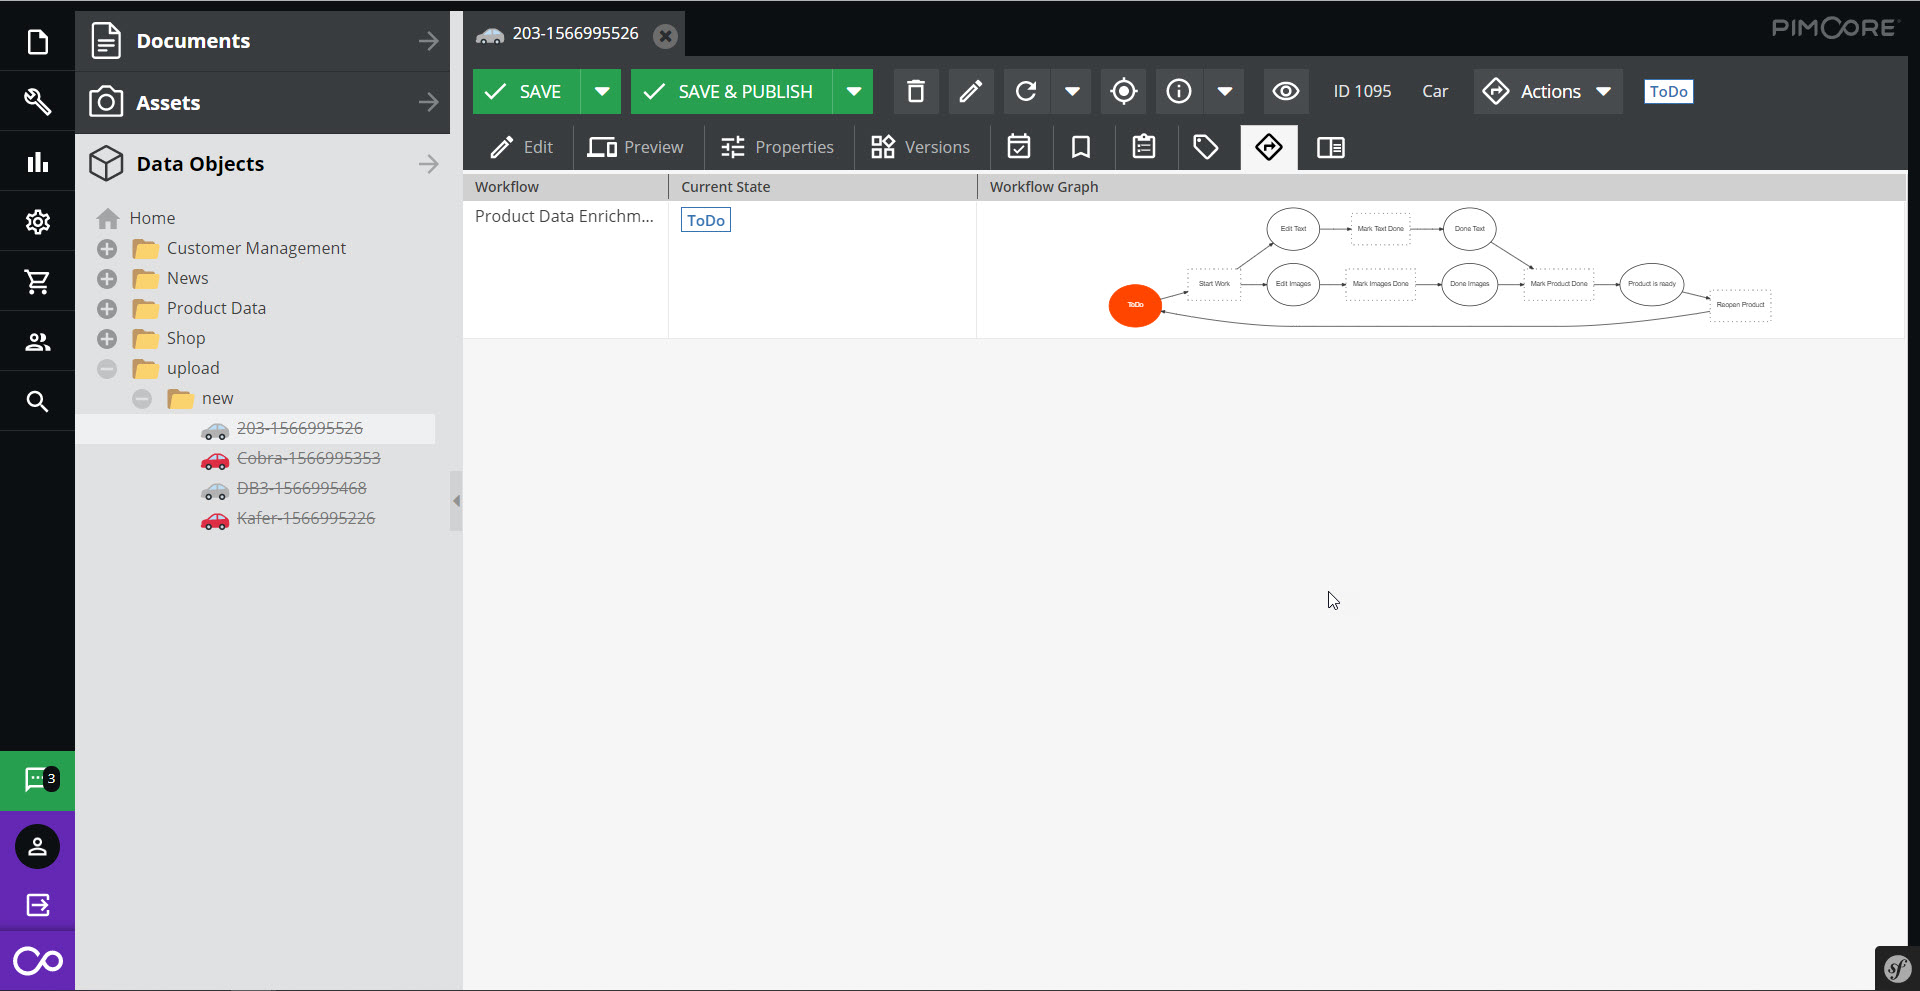 203-1566995526
PIMCORE
Documents
Assets
Data Objects
Home
Customer Management
News
Product Data
Shop
upload
new
203-1566995526
Cobra-1566995353
DB3-1566995468
Kafer-1566995226
3
SAVE
SAVE & PUBLISH
ID 1095
Car
Actions
ToDo
Edit
Preview
Properties
Versions
Workflow
Current State
Workflow Graph
Product Data Enrichm...
ToDo
Edit Text
Mark Text Done
Done Text
ToDo
Start Work
Edit Images
Mark Images Done
Done Images
Mark Product Done
Product is ready
Reopen Product
sf